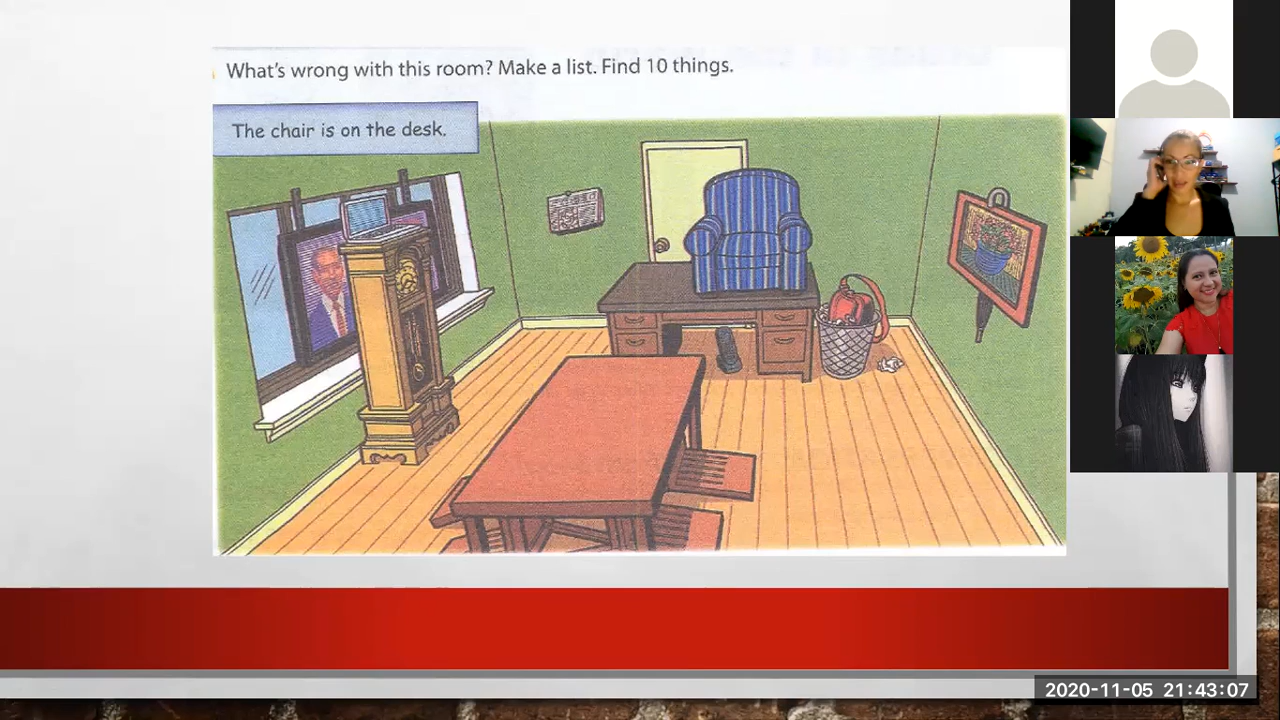 What's wrong with this room? Make a list. Find 10 things.
The chair is on the desk.
2020-11-05 21:43:07